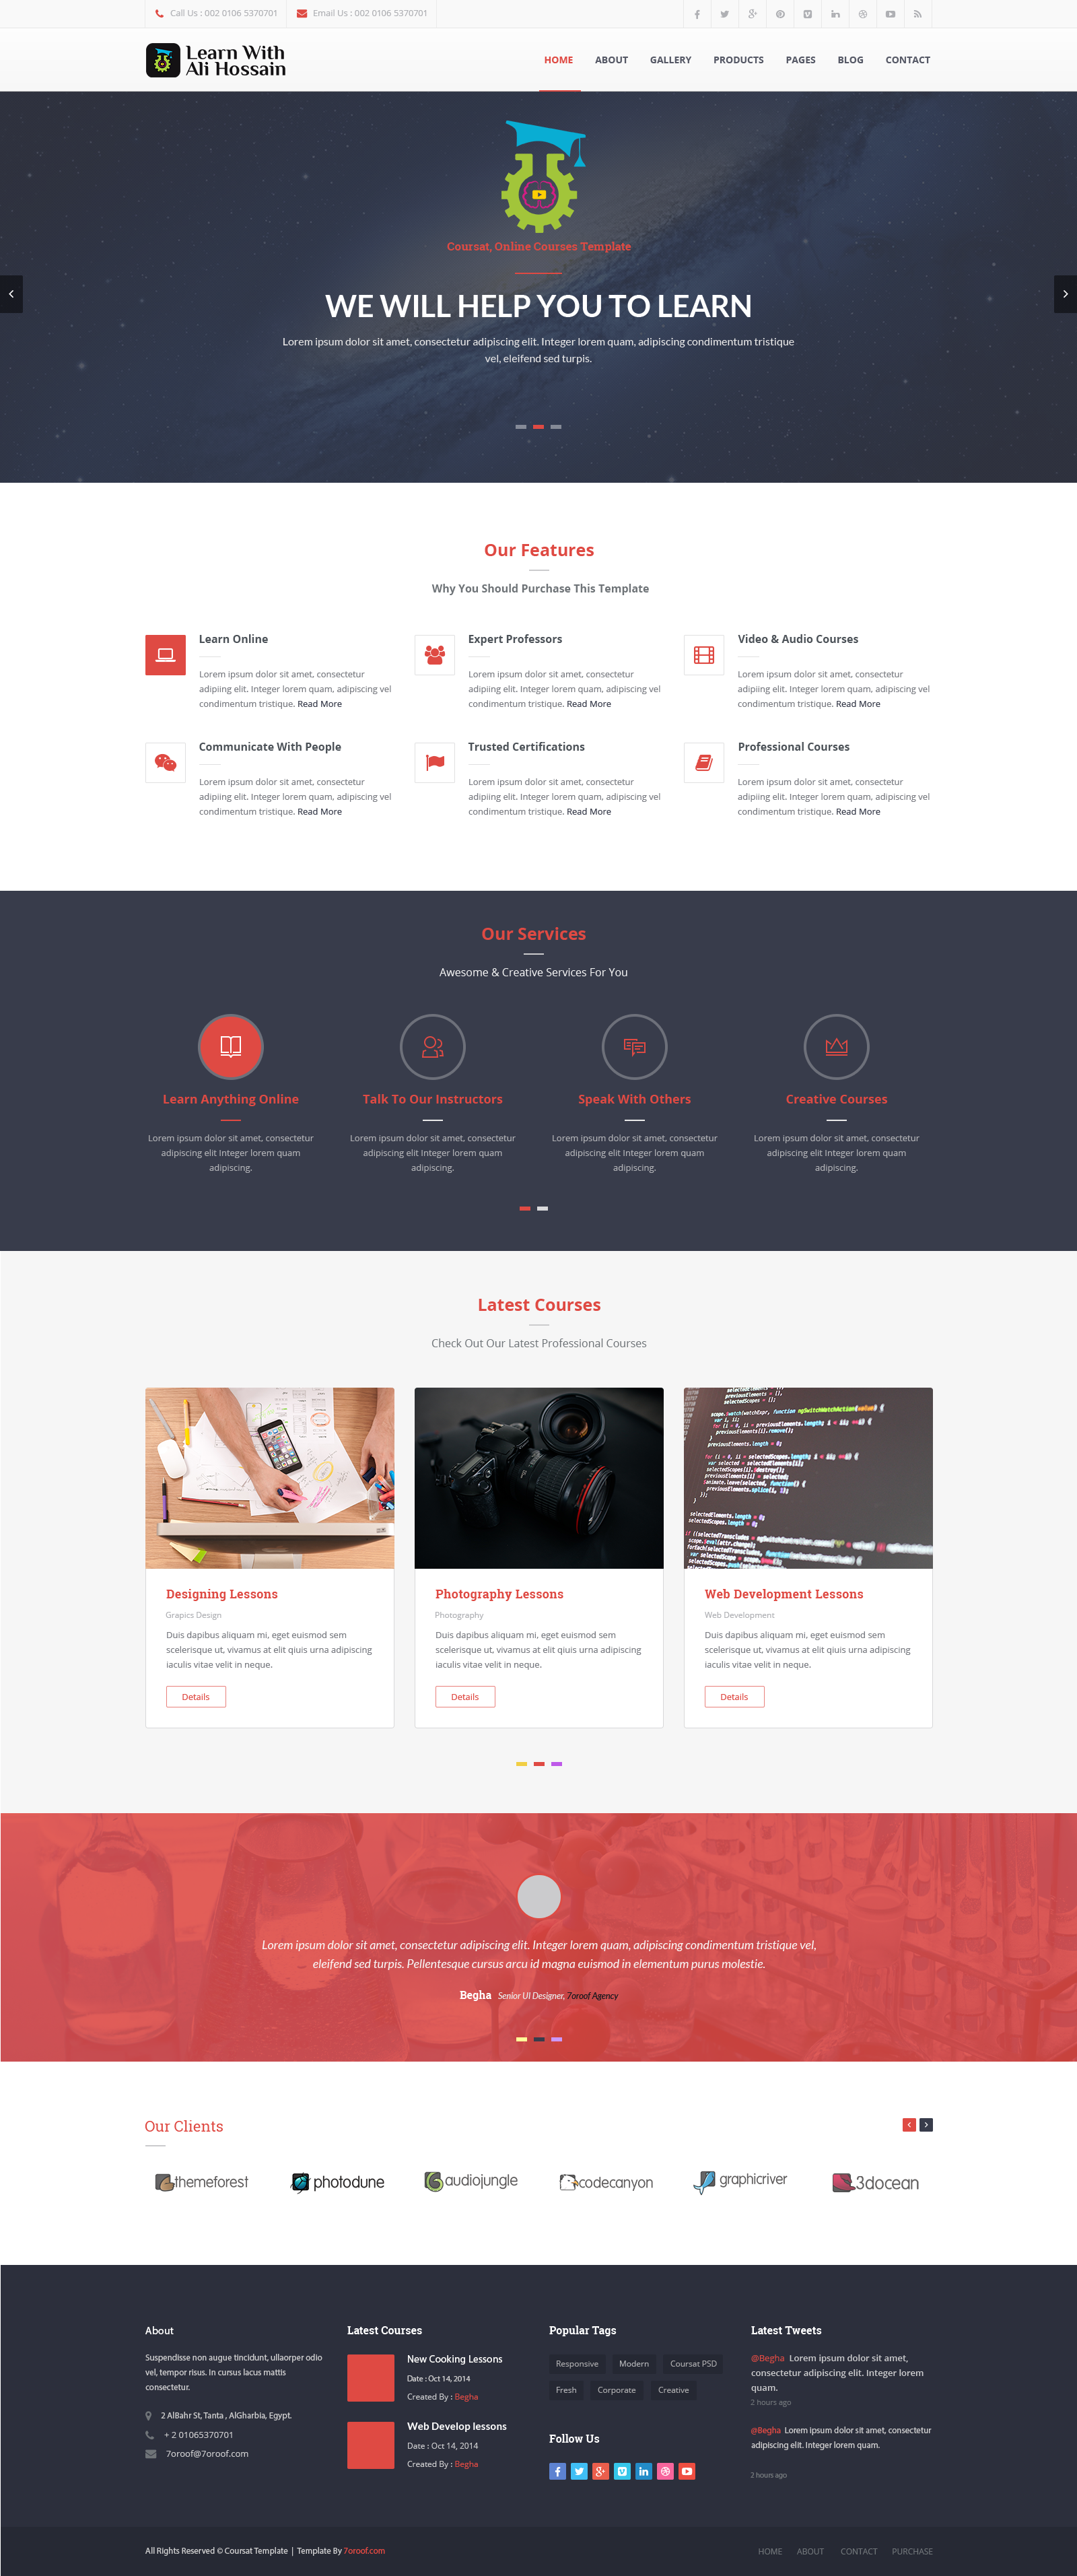 Call Us : 002 0106 5370701
Email Us : 002 0106 5370701
Learn With
Ali Hossain
HOME
ABOUT
GALLERY
PRODUCTS
PAGES
BLOG
CONTACT
Coursat, Online Courses Template
WE WILL HELP YOU TO LEARN
Lorem ipsum dolor sit amet, consectetur adipiscing elit. Integer lorem quam, adipiscing condimentum tristique
vel, eleifend sed turpis.
Our Features
Why You Should Purchase This Template
Learn Online
Lorem ipsum dolor sit amet, consectetur
adipiing elit. Integer lorem quam, adipiscing vel
condimentum tristique. Read More
Expert Professors
Lorem ipsum dolor sit amet, consectetur
adipiing elit. Integer lorem quam, adipiscing vel
condimentum tristique. Read More
Video & Audio Courses
Lorem ipsum dolor sit amet, consectetur
adipiing elit. Integer lorem quam, adipiscing vel
condimentum tristique. Read More
Communicate With People
Lorem ipsum dolor sit amet, consectetur
adipiing elit. Integer lorem quam, adipiscing vel
condimentum tristique. Read More
Trusted Certifications
Lorem ipsum dolor sit amet, consectetur
adipiing elit. Integer lorem quam, adipiscing vel
condimentum tristique. Read More
Professional Courses
Lorem ipsum dolor sit amet, consectetur
adipiing elit. Integer lorem quam, adipiscing vel
condimentum tristique. Read More
Our Services
Awesome & Creative Services For You
Learn Anything Online
Lorem ipsum dolor sit amet, consectetur
adipiscing elit Integer lorem quam
adipiscing.
Talk To Our Instructors
Lorem ipsum dolor sit amet, consectetur
adipiscing elit Integer lorem quam
adipiscing.
Speak With Others
Lorem ipsum dolor sit amet, consectetur
adipiscing elit Integer lorem quam
adipiscing.
Creative Courses
Lorem ipsum dolor sit amet, consectetur
adipiscing elit Integer lorem quam
adipiscing.
Latest Courses
Check Out Our Latest Professional Courses
Designing Lessons
Grapics Design
Duis dapibus aliquam mi, eget euismod sem
scelerisque ut, vivamus at elit qiuis urna adipiscing
iaculis vitae velit in neque.
Details
Photography Lessons
Photography
Duis dapibus aliquam mi, eget euismod sem
scelerisque ut, vivamus at elit qiuis urna adipiscing
iaculis vitae velit in neque.
Details
Web Development Lessons
Web Development
Duis dapibus aliquam mi, eget euismod sem
scelerisque ut, vivamus at elit qiuis urna adipiscing
iaculis vitae velit in neque.
Details
Lorem ipsum dolor sit amet, consectetur adipiscing elit. Integer lorem quam, adipiscing condimentum tristique vel,
eleifend sed turpis. Pellentesque cursus arcu id magna euismod in elementum purus molestie.
Begha Senior UI Designer, 7oroof Agency
Our Clients
themeforest
photodune
audiojungle
codecanyon
graphicriver
3docean
About
Suspendisse non augue tincidunt, ullaorper odio
vel, tempor risus. In cursus lacus mattis
consectetur.
2 AlBahr St, Tanta , AlGharbia, Egypt.
+ 2 01065370701
7oroof@7oroof.com
Latest Courses
New Cooking Lessons
Date : Oct 14, 2014
Created By : Begha
Web Develop lessons
Date : Oct 14, 2014
Created By : Begha
Popular Tags
Responsive
Modern
Coursat PSD
Fresh
Corporate
Creative
Follow Us
Latest Tweets
@Begha Lorem ipsum dolor sit amet,
consectetur adipiscing elit. Integer lorem
quam.
2 hours ago
@Begha Lorem ipsum dolor sit amet, consectetur
adipiscing elit. Integer lorem quam.
2 hours ago
All Rights Reserved © Coursat Template | Template By 7oroof.com
HOME
ABOUT
CONTACT
PURCHASE